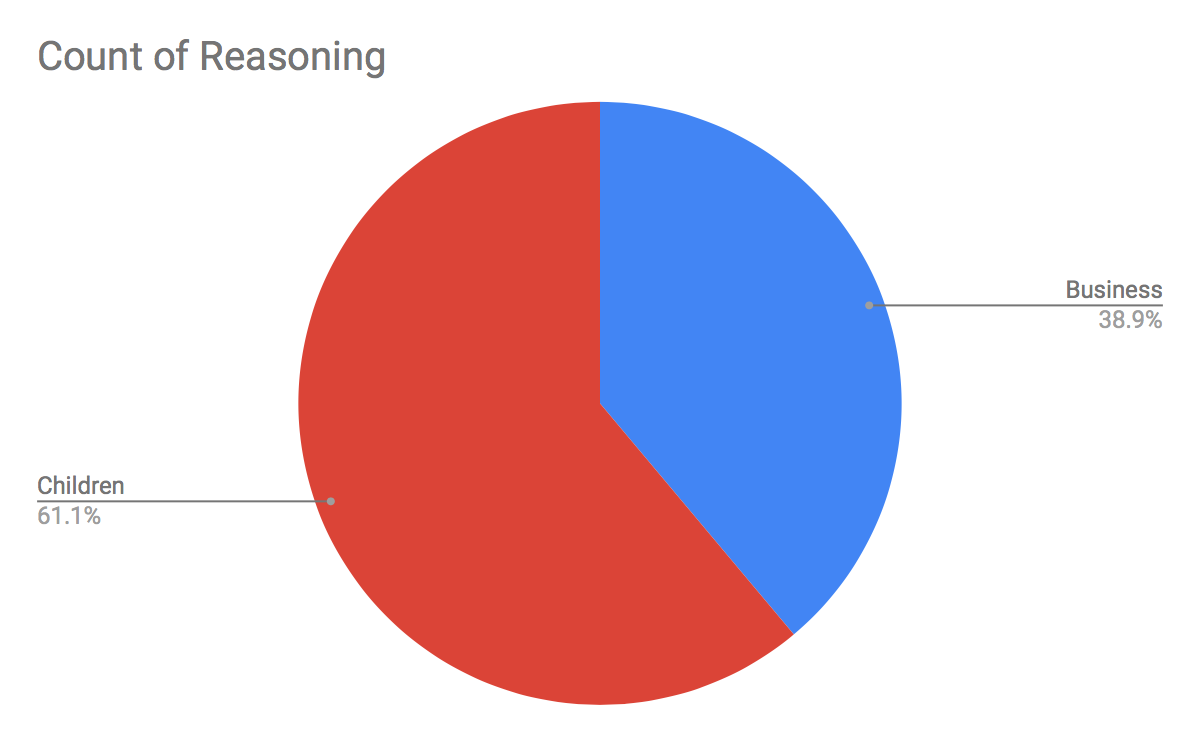 Count of Reasoning
Business
38.9%
Children
61.1%